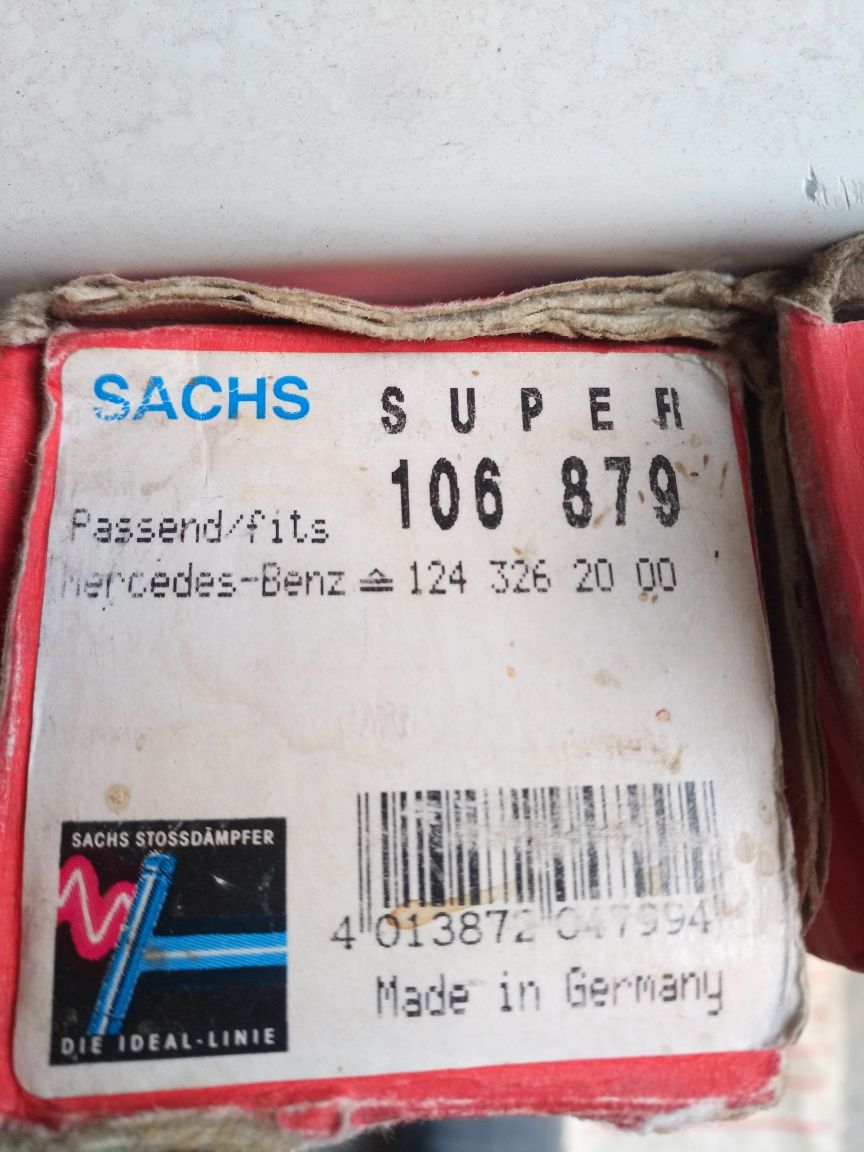 SACHS
SUPER
106 879
Passend/fits
Mercedes-Benz ≙ 124 326 20 00
SACHS STOSSDÄMPFER
DIE IDEAL-LINIE
4 013872 047994
Made in Germany